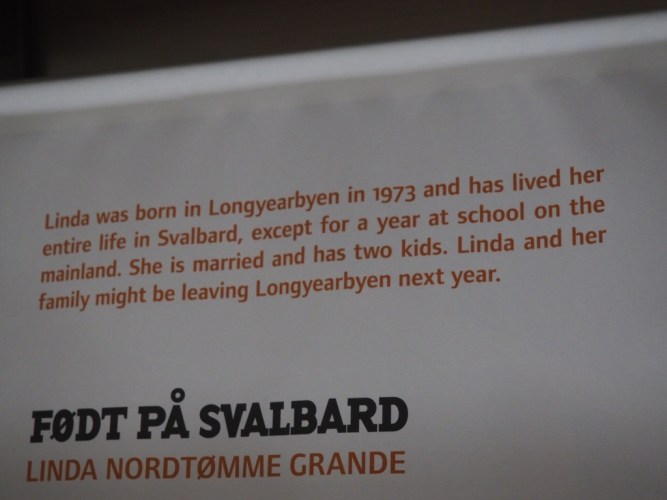 Linda was born in Longyearbyen in 1973 and has lived her
entire life in Svalbard, except for a year at school on the
mainland. She is married and has two kids. Linda and her
family might be leaving Longyearbyen next year.
FØDT PÅ SVALBARD
LINDA NORDTØMME GRANDE